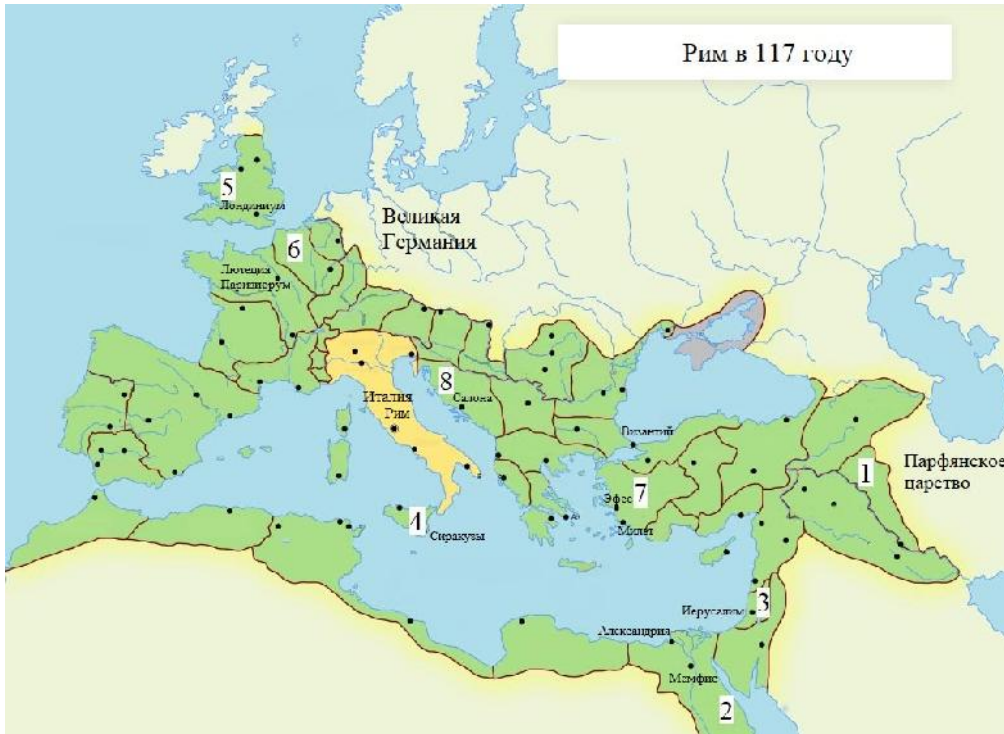 Рим в 117 году
5
Лондиниум
6
Великая
Германия
Лютеция
Паризиорум
8
Салона
Италия
Рим
Византий
Парфянское
царство
1
Эфес
7
Милет
4
Сиракузы
3
Иерусалим
Александрия
Мемфис
2